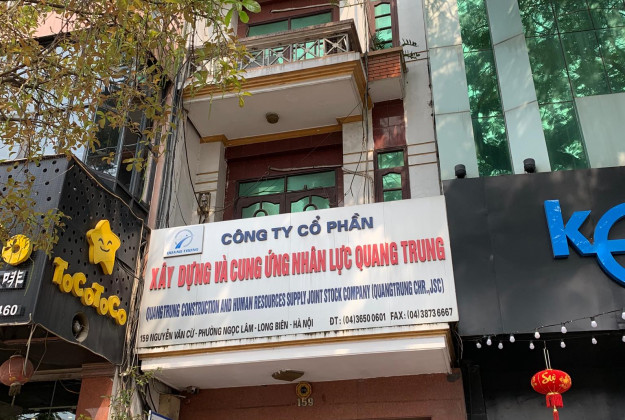 CÔNG TY CỔ PHẦN
XÂY DỰNG VÀ CUNG ỨNG NHÂN LỰC QUANG TRUNG
QUANGTRUNG CONSTRUCTION AND HUMAN RESOURCES SUPPLY JOINT STOCK COMPANY (QUANGTRUNG CHR.,JSC)
159 NGUYỄN VĂN CỪ - PHƯỜNG NGỌC LÂM - LONG BIÊN - HÀ NỘI ĐT : (04)3650 0601 FAX : (04) 3873 6667
ToCoToCo
460
159